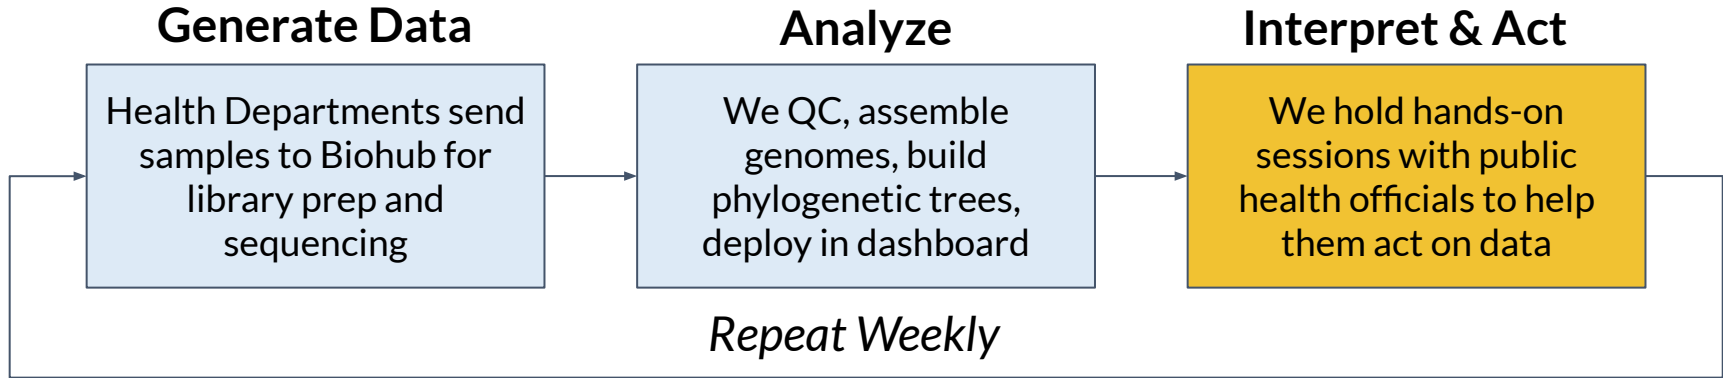 Generate Data
Health Departments send
samples to Biohub for
library prep and
sequencing
Analyze
We QC, assemble
genomes, build
phylogenetic trees,
deploy in dashboard
Interpret & Act
We hold hands-on
sessions with public
health officials to help
them act on data
Repeat Weekly